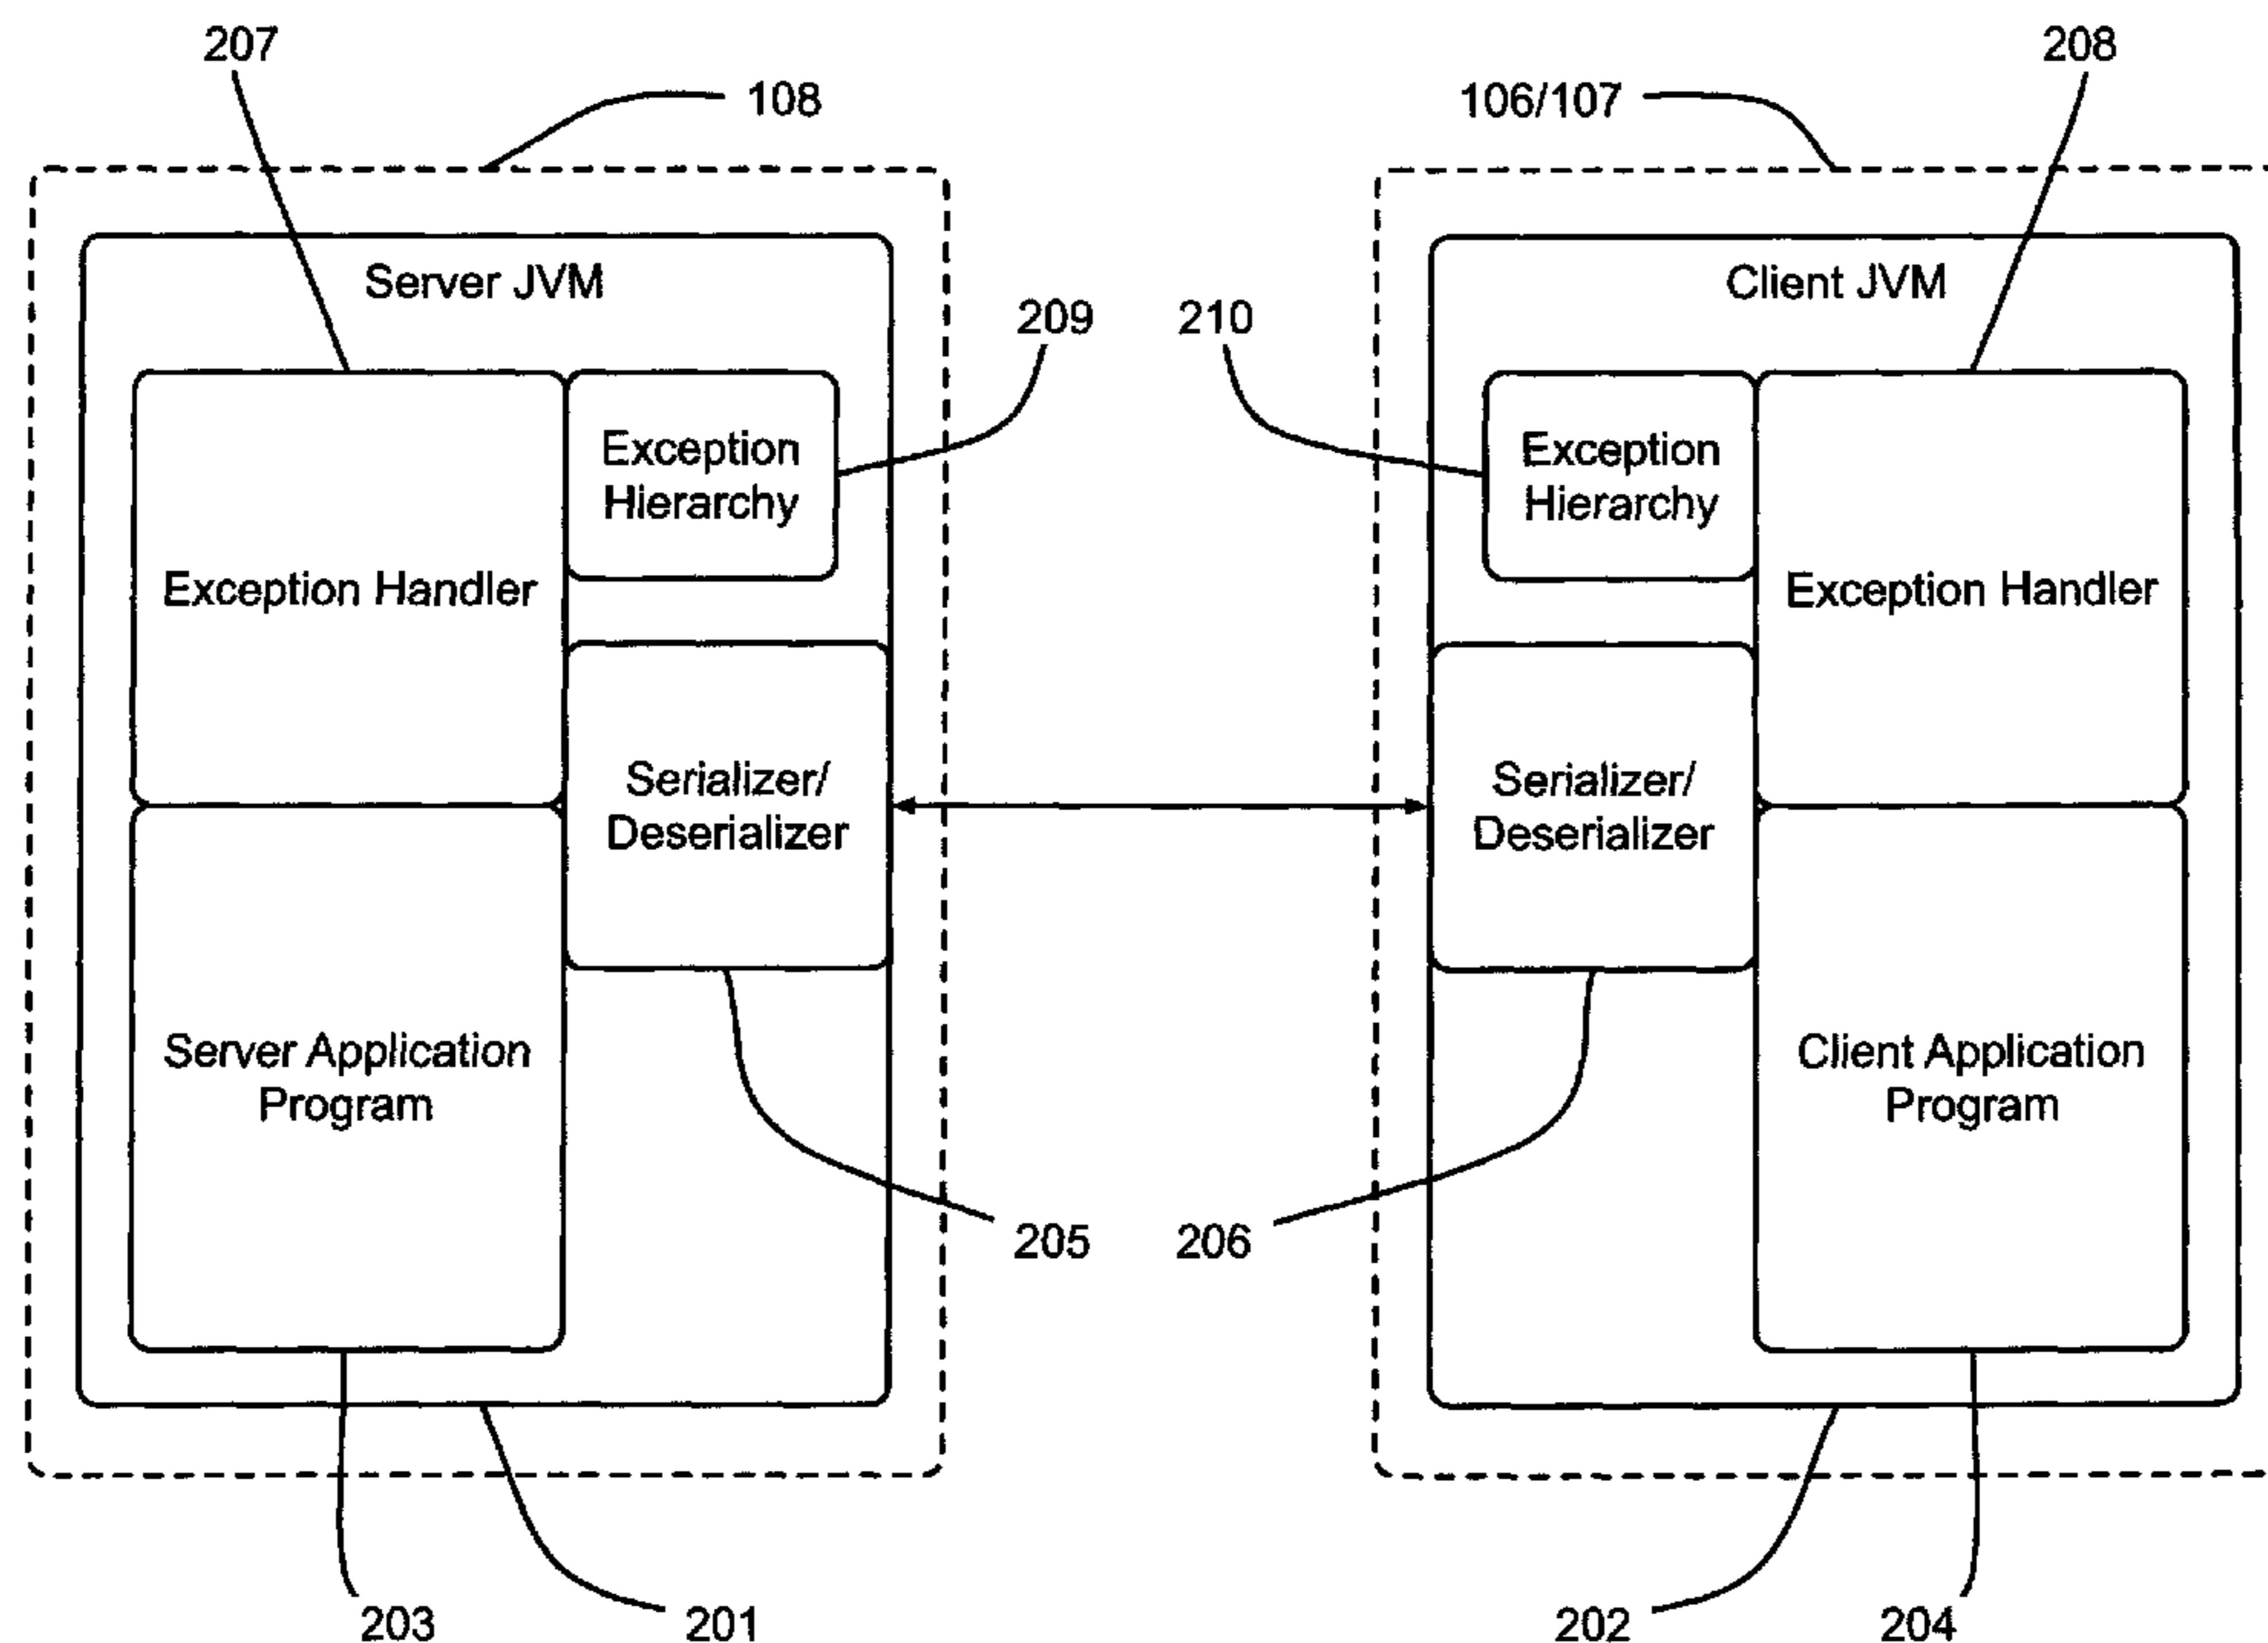 207
208
108
106/107
Server JVM
Client JVM
209
210
Exception
Hierarchy
Exception
Hierarchy
Exception Handler
Exception Handler
Serializer/
Deserializer
Serializer/
Deserializer
Server Application
Program
Client Application
Program
205
206
203
201
202
204